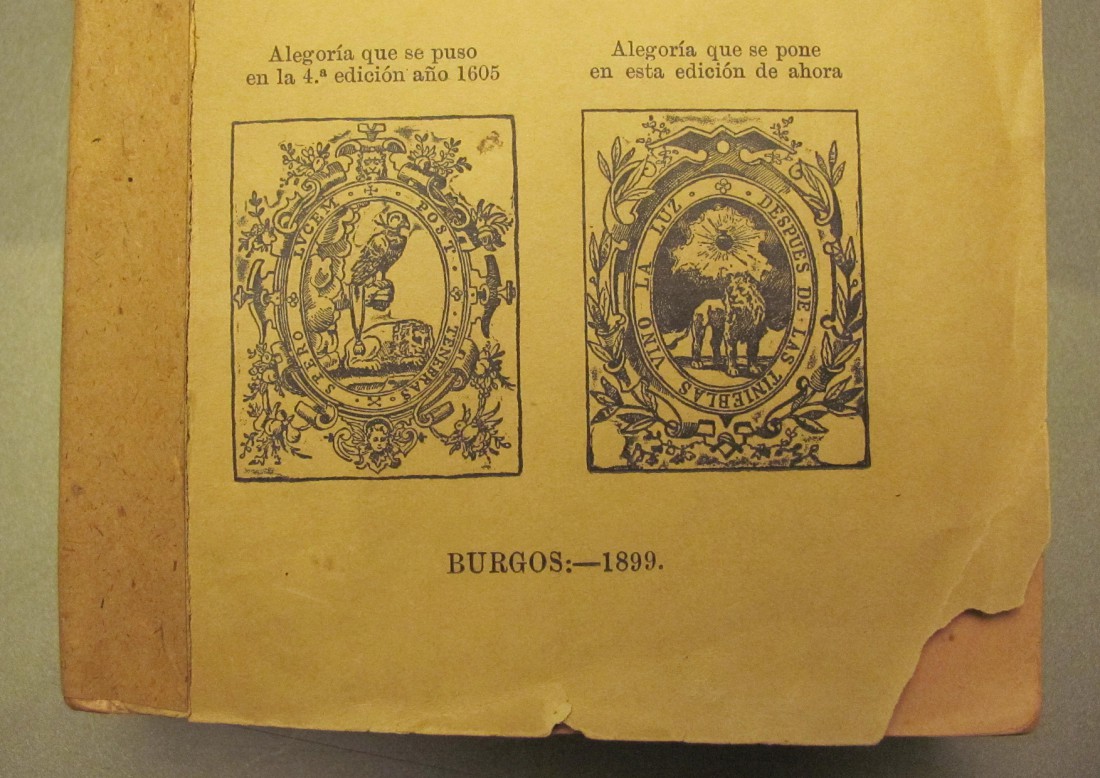 Alegoría que se puso
en la 4.ª edición año 1605
Alegoría que se pone
en esta edición de ahora
SPERO LVCEM POST TENEBRAS
DESPUES DE LAS TINIEBLAS VINO LA LUZ
BURGOS:—1899.